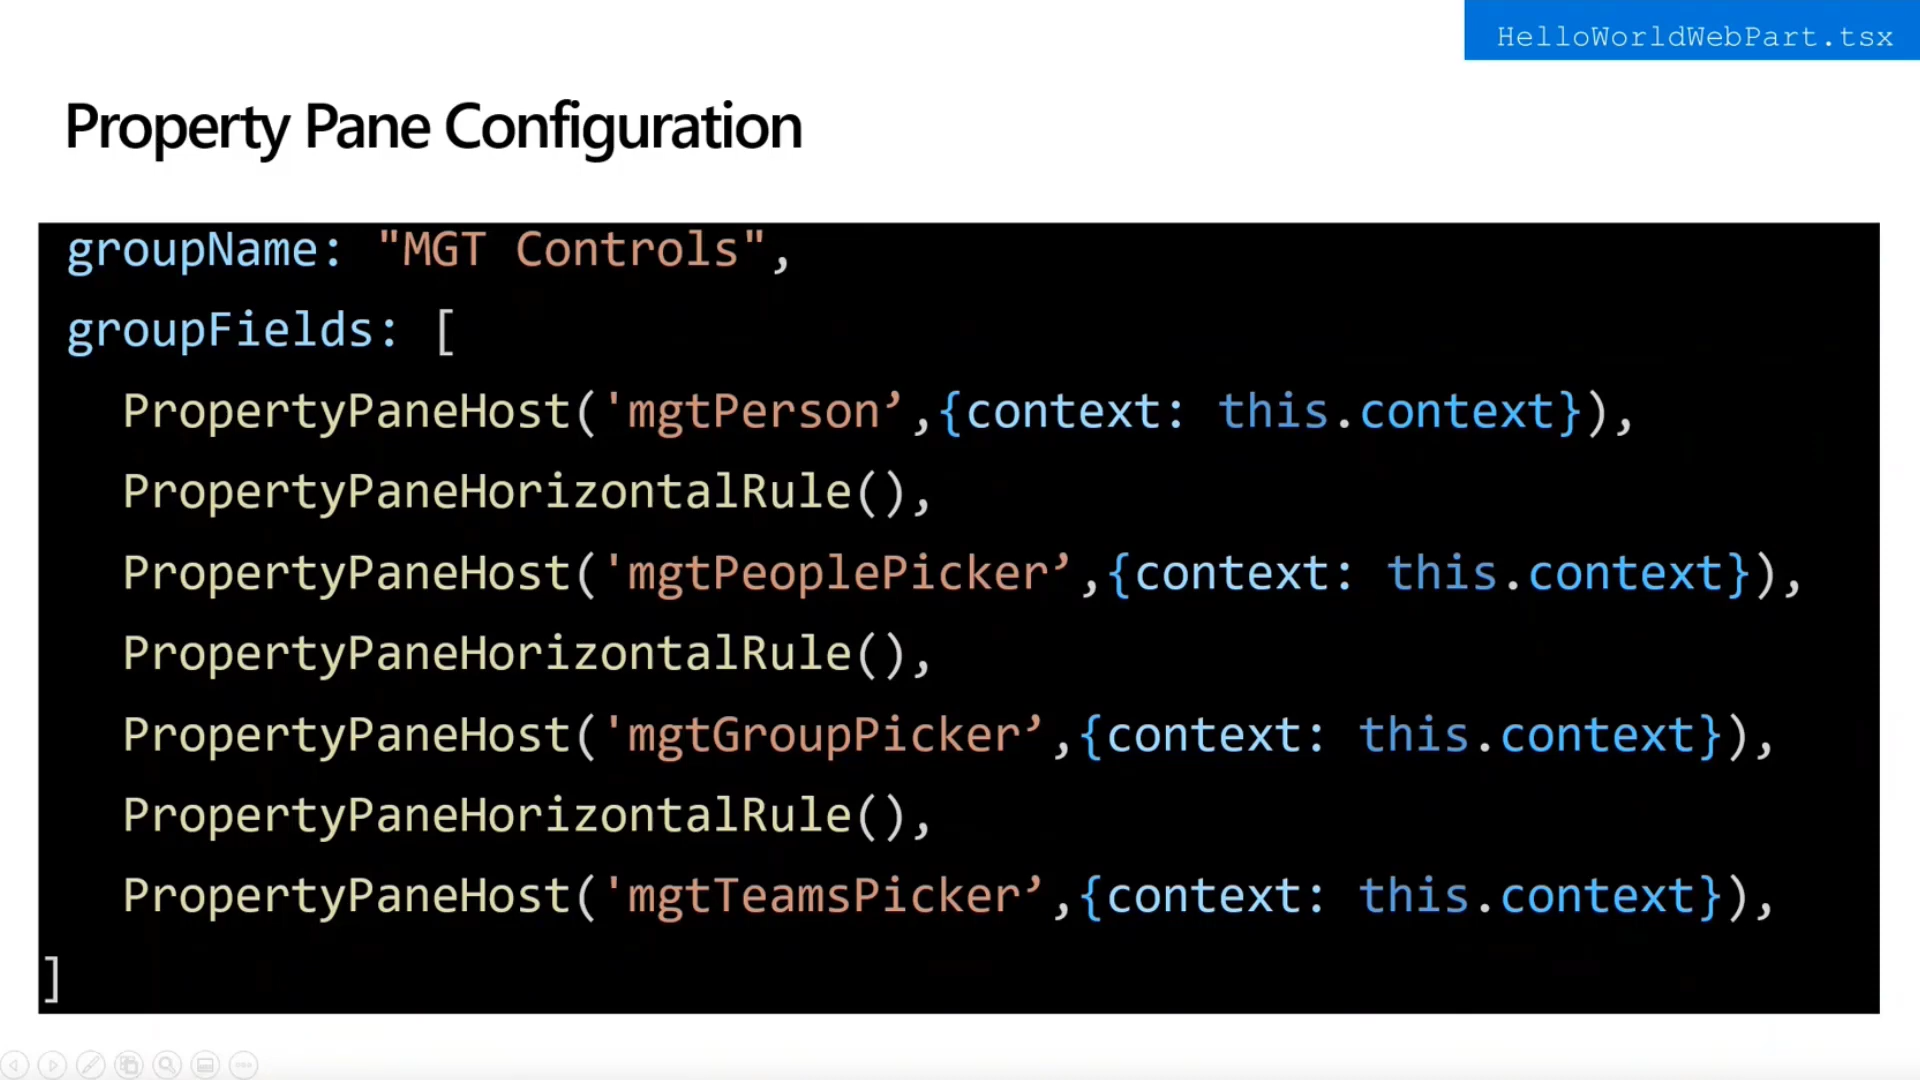 HelloWorldWebPart.tsx
Property Pane Configuration
groupName: "MGT Controls",
groupFields: [
PropertyPaneHost('mgtPerson’,{context: this.context}),
PropertyPaneHorizontalRule(),
PropertyPaneHost('mgtPeoplePicker’,{context: this.context}),
PropertyPaneHorizontalRule(),
PropertyPaneHost('mgtGroupPicker’,{context: this.context}),
PropertyPaneHorizontalRule(),
PropertyPaneHost('mgtTeamsPicker’,{context: this.context}),
]